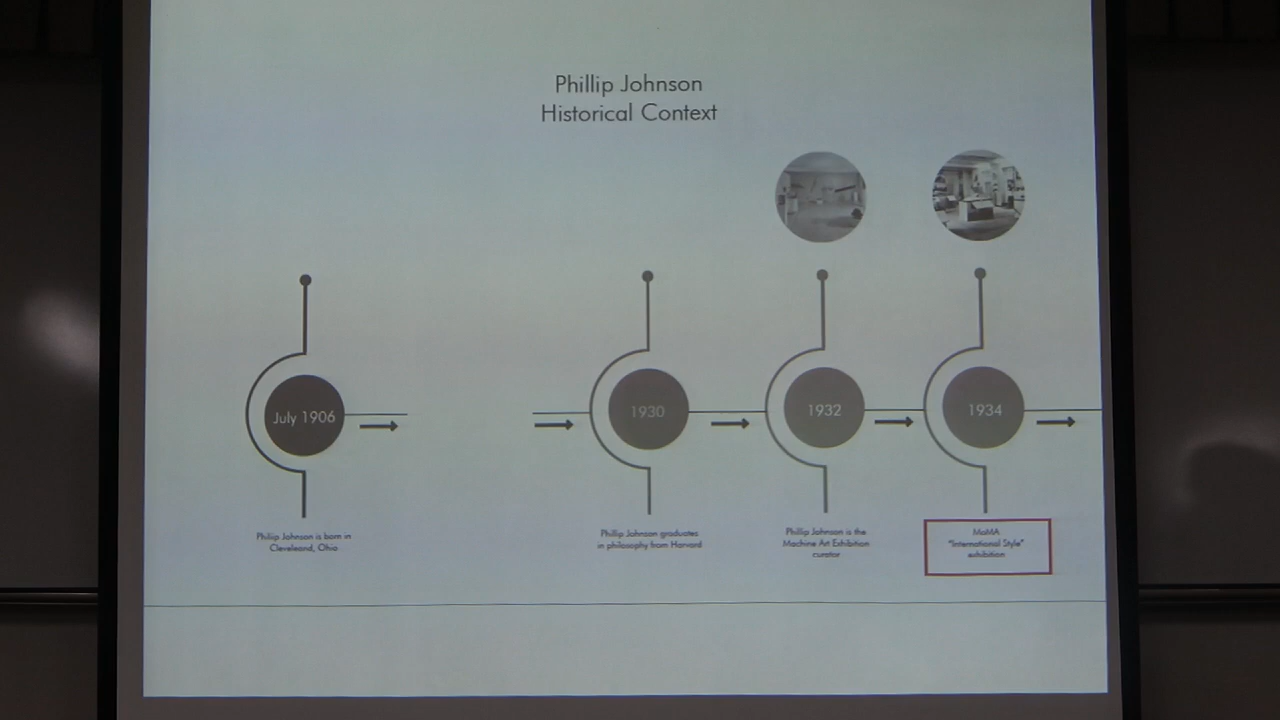 Phillip Johnson
Historical Context
July 1906
1930
1932
1934
Phillip Johnson is born in
Cleveleand, Ohio
Phillip Johnson graduates
in philosophy from Harvard
Phillip Johnson is the
Machine Art Exhibition
curator
MoMA
"International Style"
exhibition